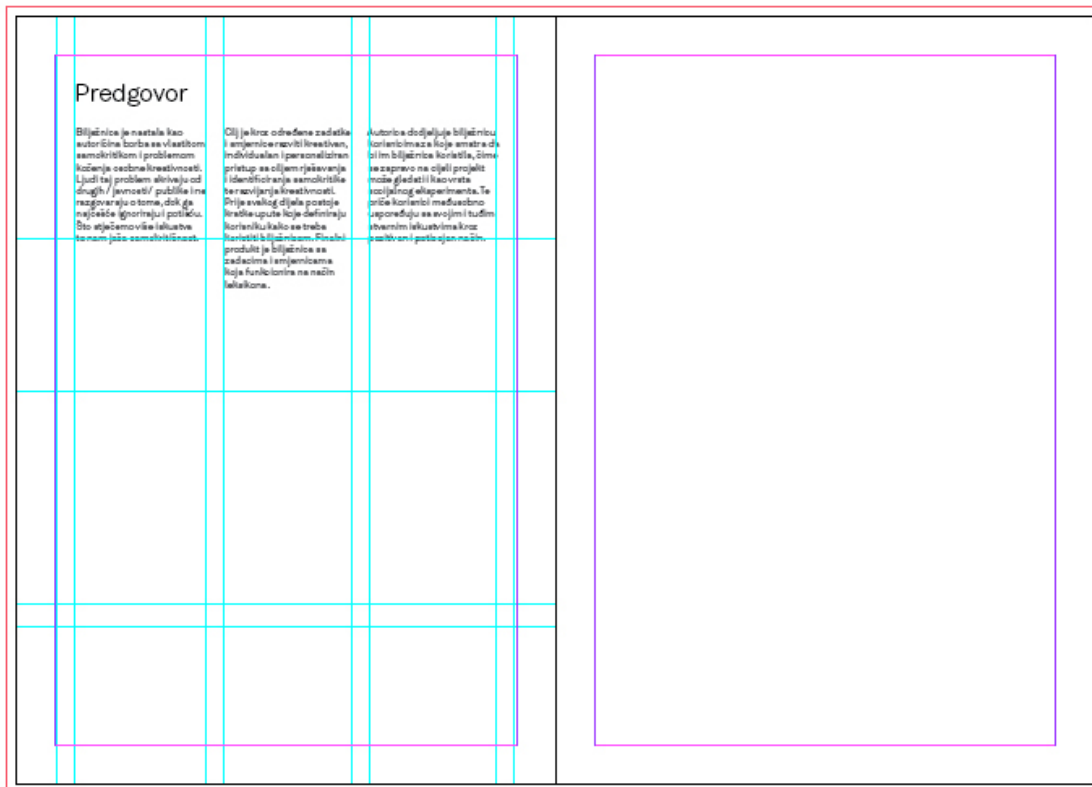 Predgovor
Bilježnica je nastala kao
autoričina borba sa vlastitom
samokritikom i problemom
kočenja osobne kreativnosti.
Ljudi taj problem skrivaju od
drugih / javnosti/ publike i ne
razgovaraju o tome, dok ga
najčešće ignoriraju i potisću.
Što stječemo više iskustva
to nam jača samokritičnost.
Cilj je kroz određene zadatke
i smjernice razviti kreativan,
individualan i personaliziran
pristup sa ciljem rješavanja
i identificiranja samokritike
te razvijanja kreativnosti.
Prije svakog dijela postoje
kratke upute koje definiraju
korisniku kako se treba
koristiti bilježnicom. Finalni
produkt je bilježnica sa
zadacima i smjernicama
koja funkcionira na način
leksikona.
Autorica dodjeljuje bilježnicu
korisnicima za koje smatra da
bi im bilježnica koristila, čime
se zapravo na cijeli projekt
može gledati i kao vrsta
socijalnog eksperimenta. Te
priče korisnici međusobno
uspoređuju sa svojim i tuđim
stvarnim iskustvima kroz
pozitivan i poticajan način.